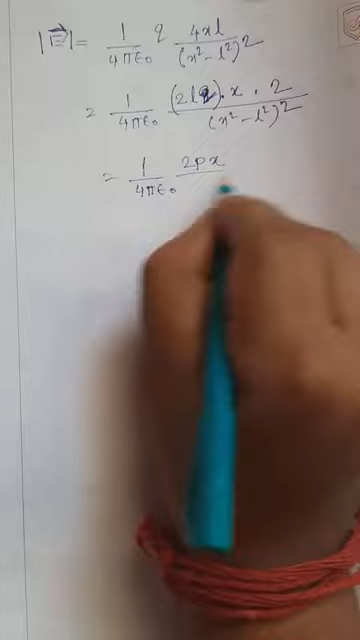 |E⃗| = 1/4πϵ₀ q 4xl/(x²-l²)²
= 1/4πϵ₀ (2lq).x.2/(x²-l²)²
= 1/4πϵ₀ 2px